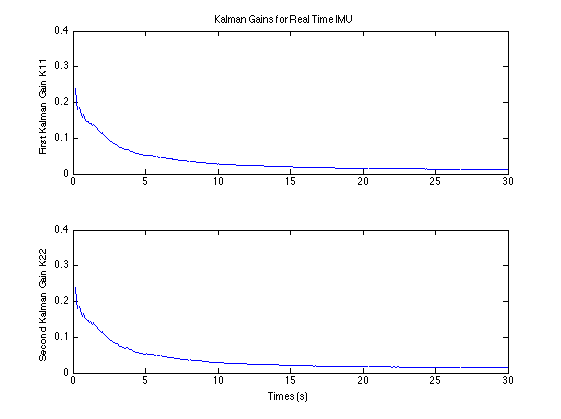 Kalman Gains for Real Time IMU
First Kalman Gain K11
0.4
0.3
0.2
0.1
0
0 5 10 15 20 25 30
Second Kalman Gain K22
0.4
0.3
0.2
0.1
0
0 5 10 15 20 25 30
Times (s)